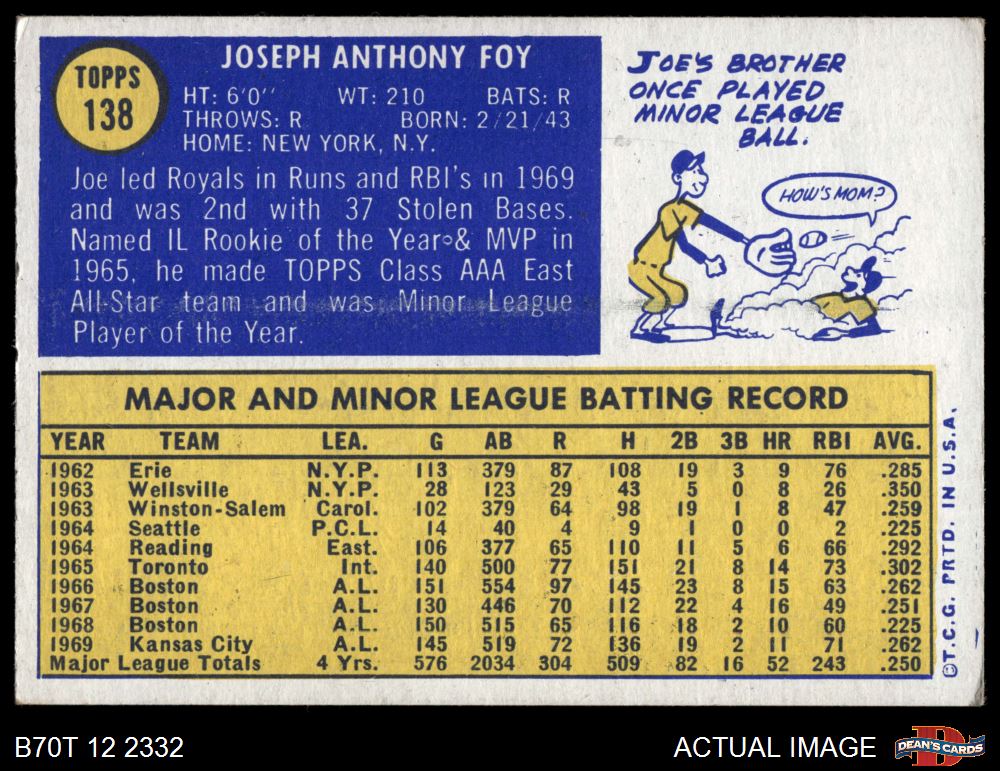 TOPPS
138
JOSEPH ANTHONY FOY
HT: 6'0'' WT: 210 BATS: R
THROWS: R BORN: 2/21/43
HOME: NEW YORK, N.Y.
Joe led Royals in Runs and RBI's in 1969
and was 2nd with 37 Stolen Bases.
Named IL Rookie of the Year & MVP in
1965, he made TOPPS Class AAA East
All-Star team and was Minor League
Player of the Year.
JOE'S BROTHER
ONCE PLAYED
MINOR LEAGUE
BALL.
HOW'S MOM?
MAJOR AND MINOR LEAGUE BATTING RECORD
YEAR TEAM LEA. G AB R H 2B 3B HR RBI AVG.
1962 Erie N.Y.P. 113 379 87 108 19 3 9 76 .285
1963 Wellsville N.Y.P. 28 123 29 43 5 0 8 26 .350
1963 Winston-Salem Carol. 102 379 64 98 19 1 8 47 .259
1964 Seattle P.C.L. 14 40 4 9 1 0 0 2 .225
1964 Reading East. 106 377 65 110 11 5 6 66 .292
1965 Toronto Int. 140 500 77 151 21 8 14 73 .302
1966 Boston A.L. 151 554 97 145 23 8 15 63 .262
1967 Boston A.L. 130 446 70 112 22 4 16 49 .251
1968 Boston A.L. 150 515 65 116 18 2 10 60 .225
1969 Kansas City A.L. 145 519 72 136 19 2 11 71 .262
Major League Totals 4 Yrs. 576 2034 304 509 82 16 52 243 .250
©T.C.G. PRTD. IN U.S.A.
B70T 12 2332
ACTUAL IMAGE
D
DEAN'S CARDS